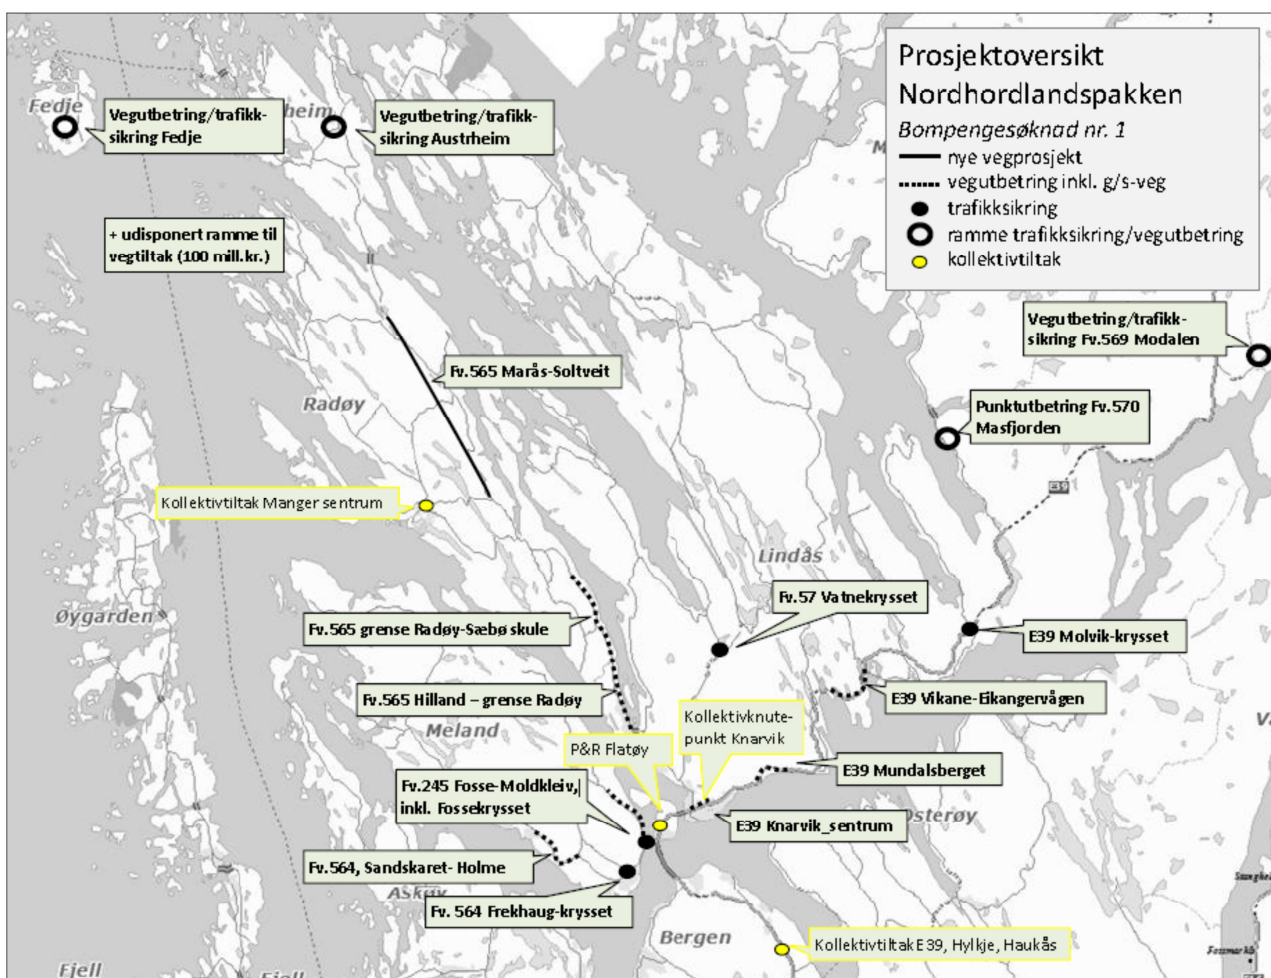 Prosjektoversikt
Nordhordlandspakken
Bompengesøknad nr. 1
nye vegprosjekt
vegutbetring inkl. g/s-veg
trafikksikring
ramme trafikksikring/vegutbetring
kollektivtiltak
Fedje
Vegutbetring/trafikk-
sikring Fedje
heim
Vegutbetring/trafikk-
sikring Austrheim
+ udisponert ramme til
vegtiltak (100 mill.kr.)
Vegutbetring/trafikk-
sikring Fv.569 Modalen
Fv.565 Marås-Soltveit
Radøy
Punktutbetring Fv.570
Masfjorden
Kollektivtiltak Manger sentrum
E39
Lindås
Øygarden
Fv.57 Vatnekrysset
Fv.565 grense Radøy-Sæbø skule
E39 Molvik-krysset
Fv.565 Hilland – grense Radøy
E39 Vikane-Eikangervågen
Meland
Kollektivknute-
punkt Knarvik
P&R Flatøy
E39 Mundalsberget
Fv.245 Fosse-Moldkleiv,
inkl. Fossekrysset
E39 Knarvik_sentrum
Osterøy
Fv.564, Sandskaret- Holme
Askøy
Fv. 564 Frekhaug-krysset
Bergen
Kollektivtiltak E39, Hylkje, Haukås
Fjell
Fjell